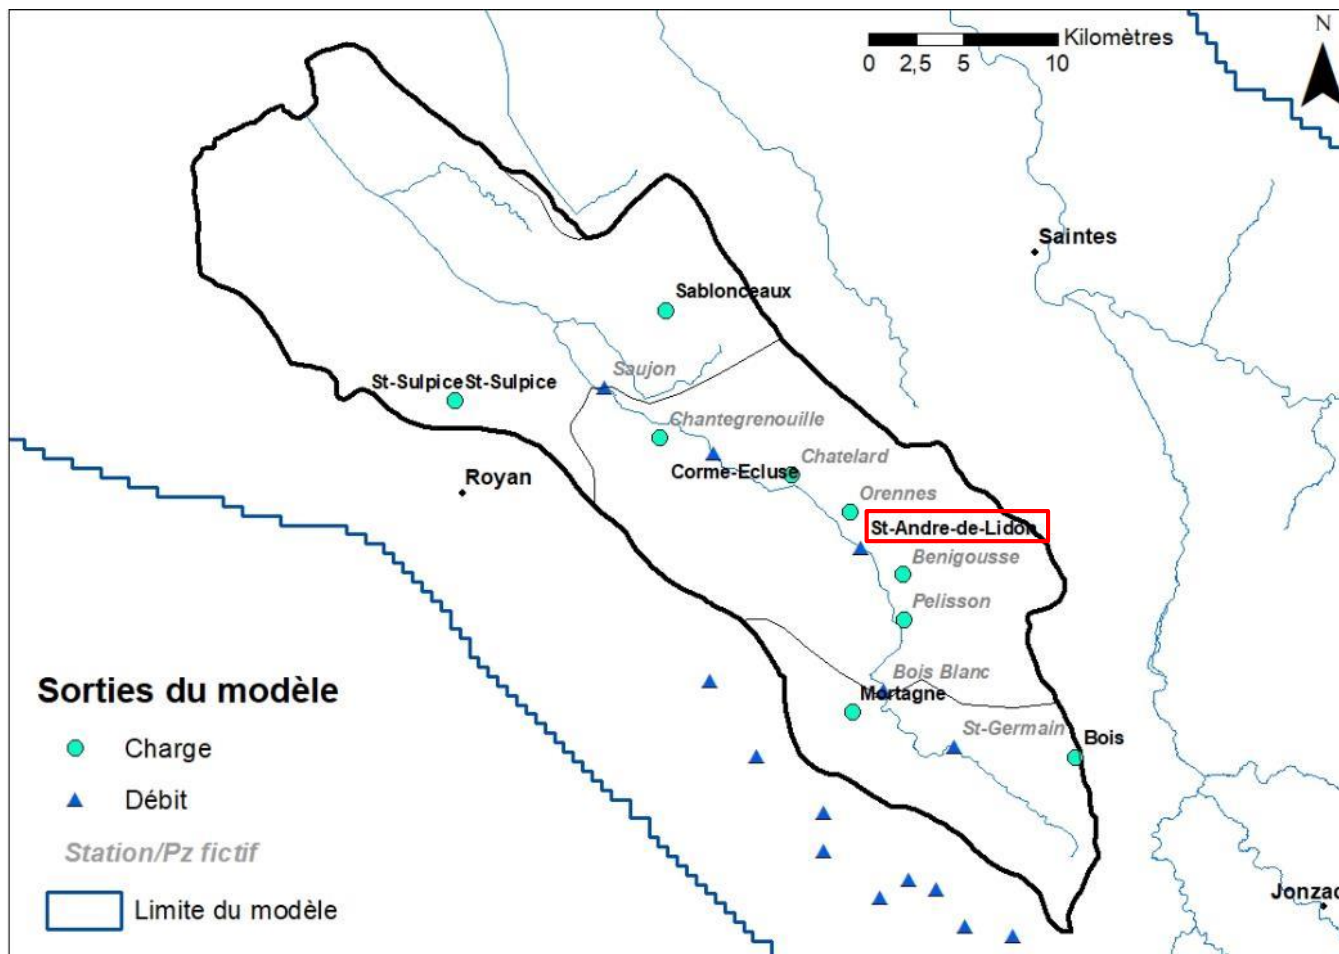 N
Kilomètres
0 2,5 5 10
Saintes
Sablonceaux
Saujon
St-Sulpice St-Sulpice
Chantegrenouille
Chatelard
Corme-Ecluse
Royan
Orennes
St-Andre-de-Lidon
Benigousse
Pelisson
Bois Blanc
Mortagne
St-Germain
Bois
Jonzac
Sorties du modèle
Charge
Débit
Station/Pz fictif
Limite du modèle